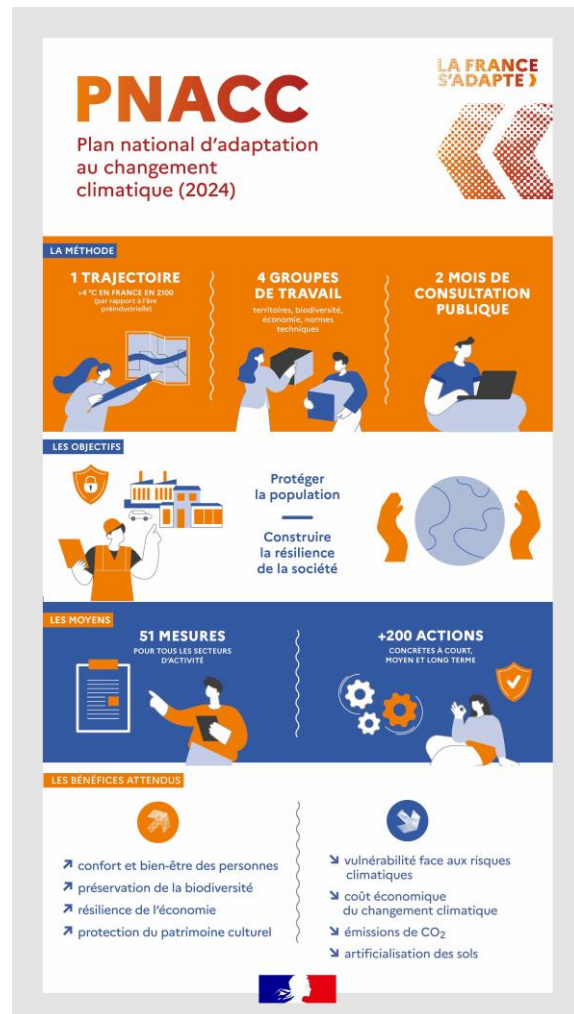 LA FRANCE
S'ADAPTE
PNACC
Plan national d'adaptation
au changement
climatique (2024)
LA MÉTHODE
1 TRAJECTOIRE
+4 °C EN FRANCE EN 2100
(par rapport à l'ère
préindustrielle)
4 GROUPES
DE TRAVAIL
territoires, biodiversité,
économie, normes
techniques
2 MOIS DE
CONSULTATION
PUBLIQUE
LES OBJECTIFS
Protéger
la population
Construire
la résilience
de la société
LES MOYENS
51 MESURES
POUR TOUS LES SECTEURS
D'ACTIVITÉ
+200 ACTIONS
CONCRÈTES À COURT,
MOYEN ET LONG TERME
LES BÉNÉFICES ATTENDUS
confort et bien-être des personnes
préservation de la biodiversité
résilience de l'économie
protection du patrimoine culturel
vulnérabilité face aux risques
climatiques
coût économique
du changement climatique
émissions de CO₂
artificialisation des sols